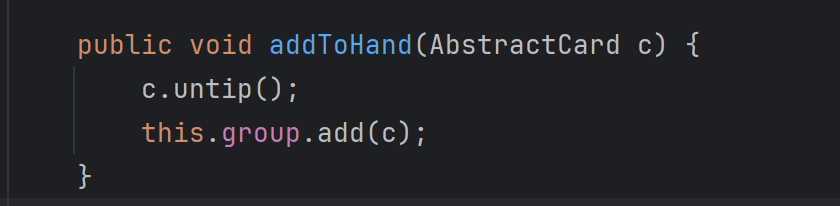 public void addToHand(AbstractCard c) {
    c.untip();
    this.group.add(c);
}